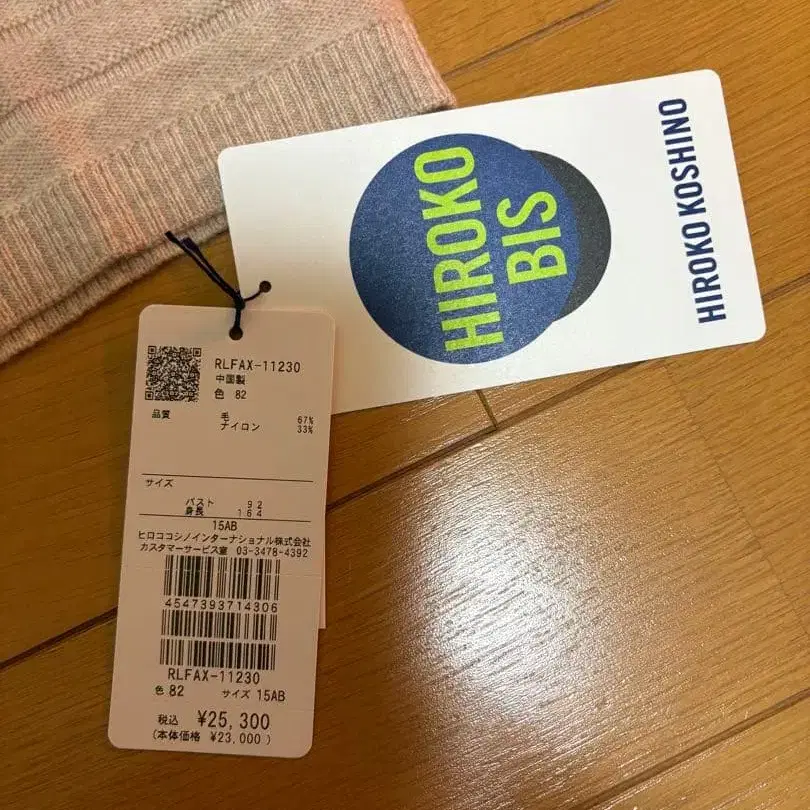 HIROKO
BIS
HIROKO KOSHINO
RLFAX-11230
中国製
色 82
品質 毛 67%
ナイロン 33%
サイズ
バスト 92
身長 164
15AB
ヒロココシノインターナショナル株式会社
カスタマーサービス室 03-3478-4392
4547393714306
RLFAX-11230
色 82 サイズ 15AB
税込 ¥25,300
(本体価格 ¥23,000 )